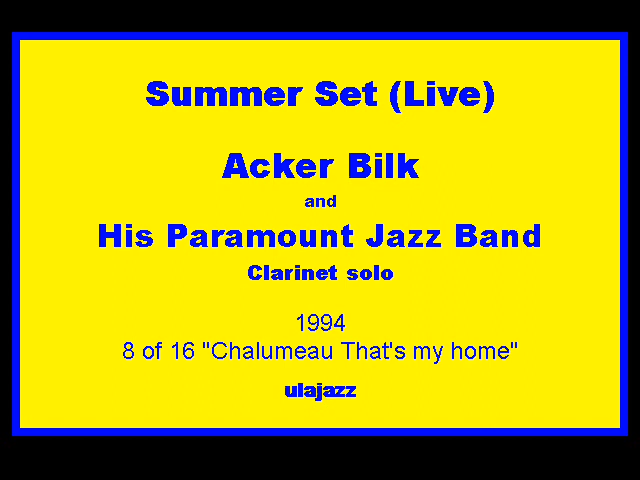 Summer Set (Live)
Acker Bilk
and
His Paramount Jazz Band
Clarinet solo
1994
8 of 16 "Chalumeau That's my home"
ulajazz